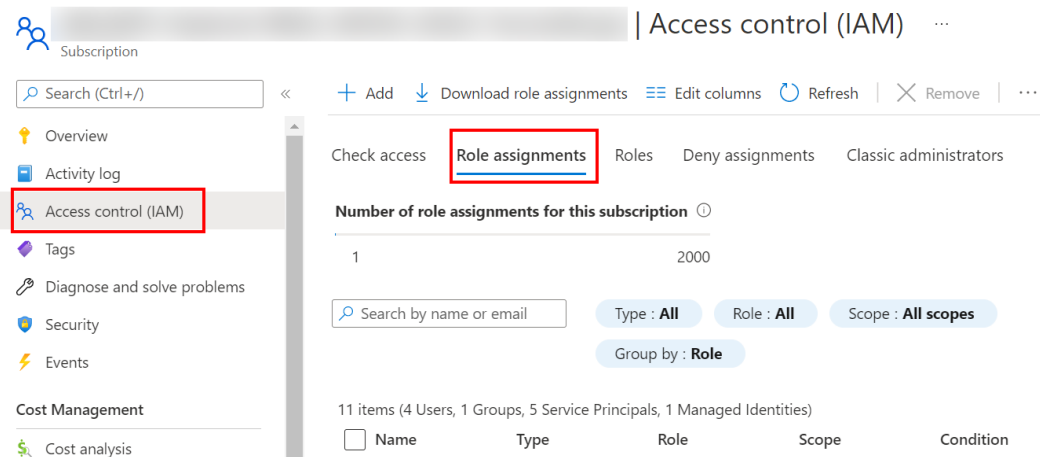 | Access control (IAM) ...
Subscription
Search (Ctrl+/)
«
Add Download role assignments Edit columns Refresh Remove ...
Overview
Activity log
Access control (IAM)
Tags
Diagnose and solve problems
Security
Events
Cost Management
Cost analysis
Check access Role assignments Roles Deny assignments Classic administrators
Number of role assignments for this subscription
1 2000
Search by name or email Type : All Role : All Scope : All scopes
Group by : Role
11 items (4 Users, 1 Groups, 5 Service Principals, 1 Managed Identities)
Name Type Role Scope Condition